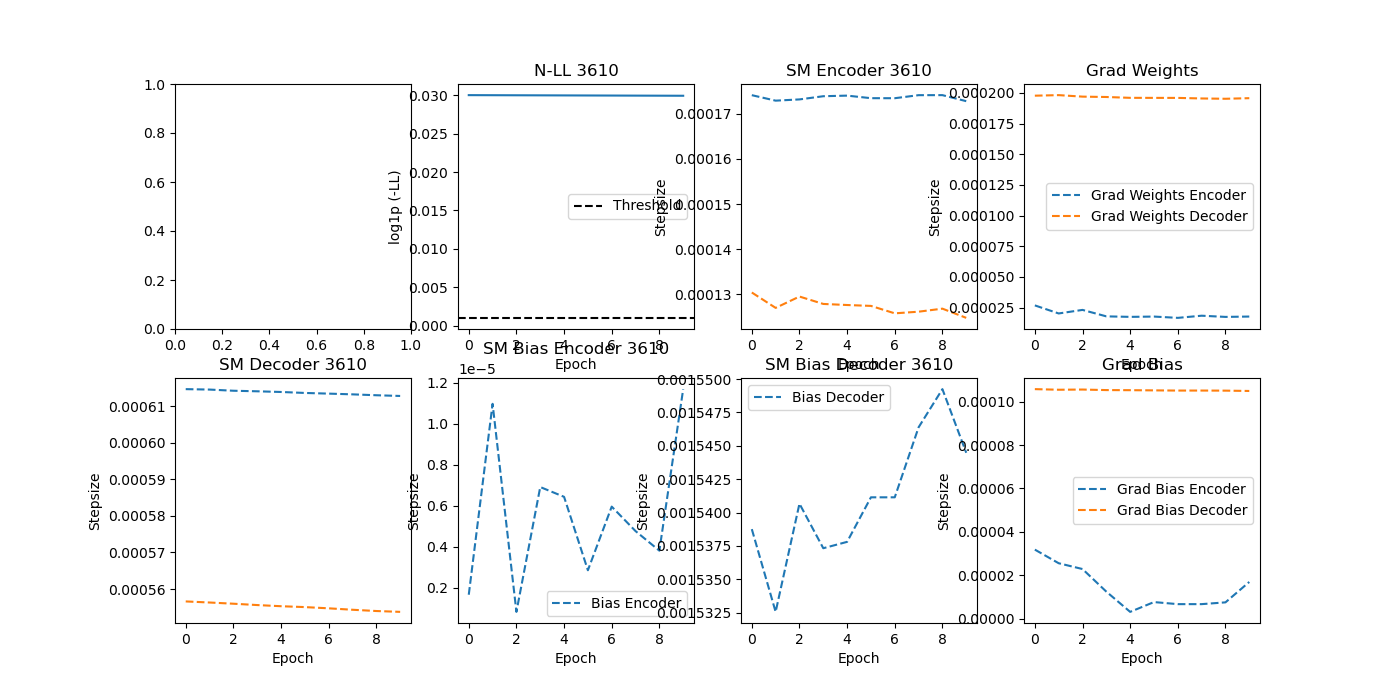 1.0
0.8
0.6
0.4
0.2
0.0
0.0 0.2 0.4 0.6 0.8 1.0
N-LL 3610
log1p (-LL)
0.030
0.025
0.020
0.015
0.010
0.005
0.000
Threshold
0 2 4 6 8
Epoch
SM Encoder 3610
Stepsize
0.00017
0.00016
0.00015
0.00014
0.00013
0 2 4 6 8
Epoch
Grad Weights
Stepsize
0.000200
0.000175
0.000150
0.000125
0.000100
0.000075
0.000050
0.000025
Grad Weights Encoder
Grad Weights Decoder
0 2 4 6 8
Epoch
SM Decoder 3610
Stepsize
0.00061
0.00060
0.00059
0.00058
0.00057
0.00056
0 2 4 6 8
Epoch
SM Bias Encoder 3610
1e−5
Stepsize
1.2
1.0
0.8
0.6
0.4
0.2
Bias Encoder
0 2 4 6 8
Epoch
SM Bias Decoder 3610
Stepsize
0.0015500
0.0015475
0.0015450
0.0015425
0.0015400
0.0015375
0.0015350
0.0015325
Bias Decoder
0 2 4 6 8
Epoch
Grad Bias
Stepsize
0.00010
0.00008
0.00006
0.00004
0.00002
0.00000
Grad Bias Encoder
Grad Bias Decoder
0 2 4 6 8
Epoch